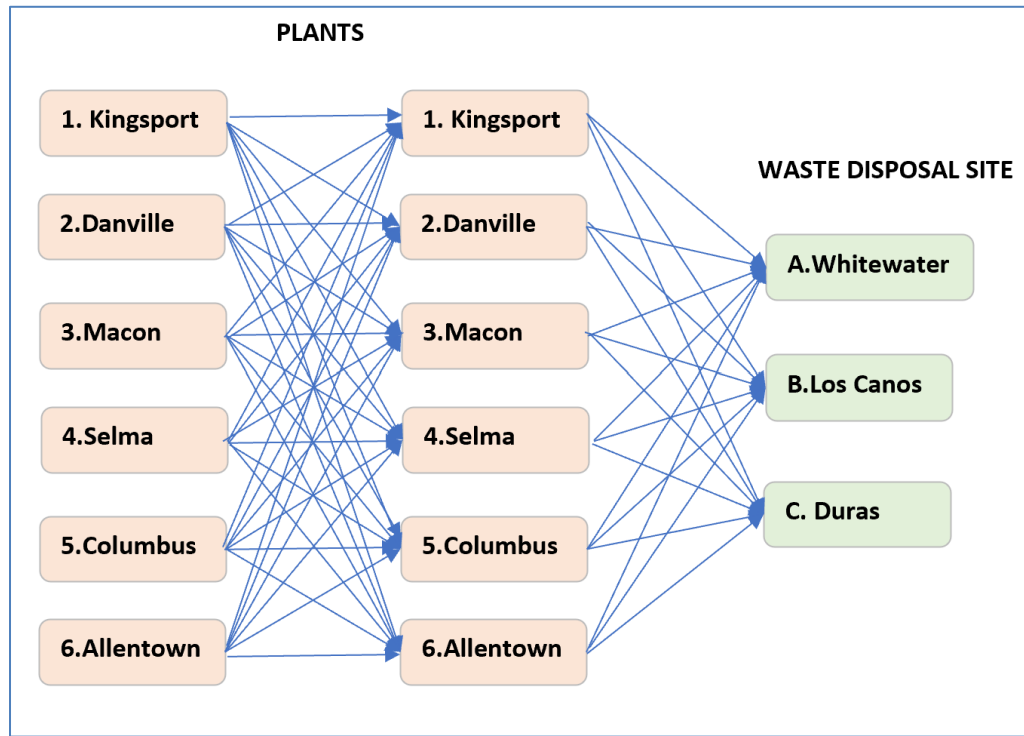 PLANTS
1. Kingsport
2.Danville
3.Macon
4.Selma
5.Columbus
6.Allentown
1. Kingsport
2.Danville
3.Macon
4.Selma
5.Columbus
6.Allentown
WASTE DISPOSAL SITE
A.Whitewater
B.Los Canos
C. Duras